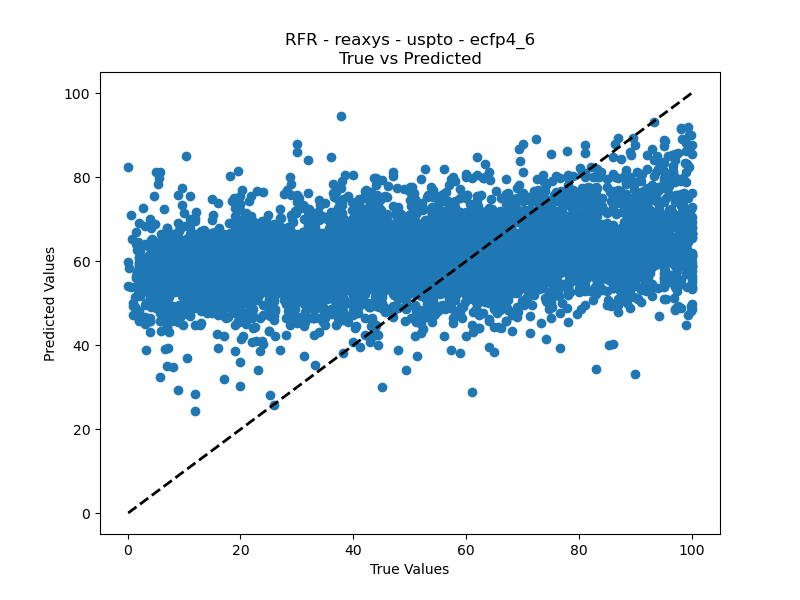 RFR - reaxys - uspto - ecfp4_6
True vs Predicted
100
80
60
40
20
0
Predicted Values
0 20 40 60 80 100
True Values